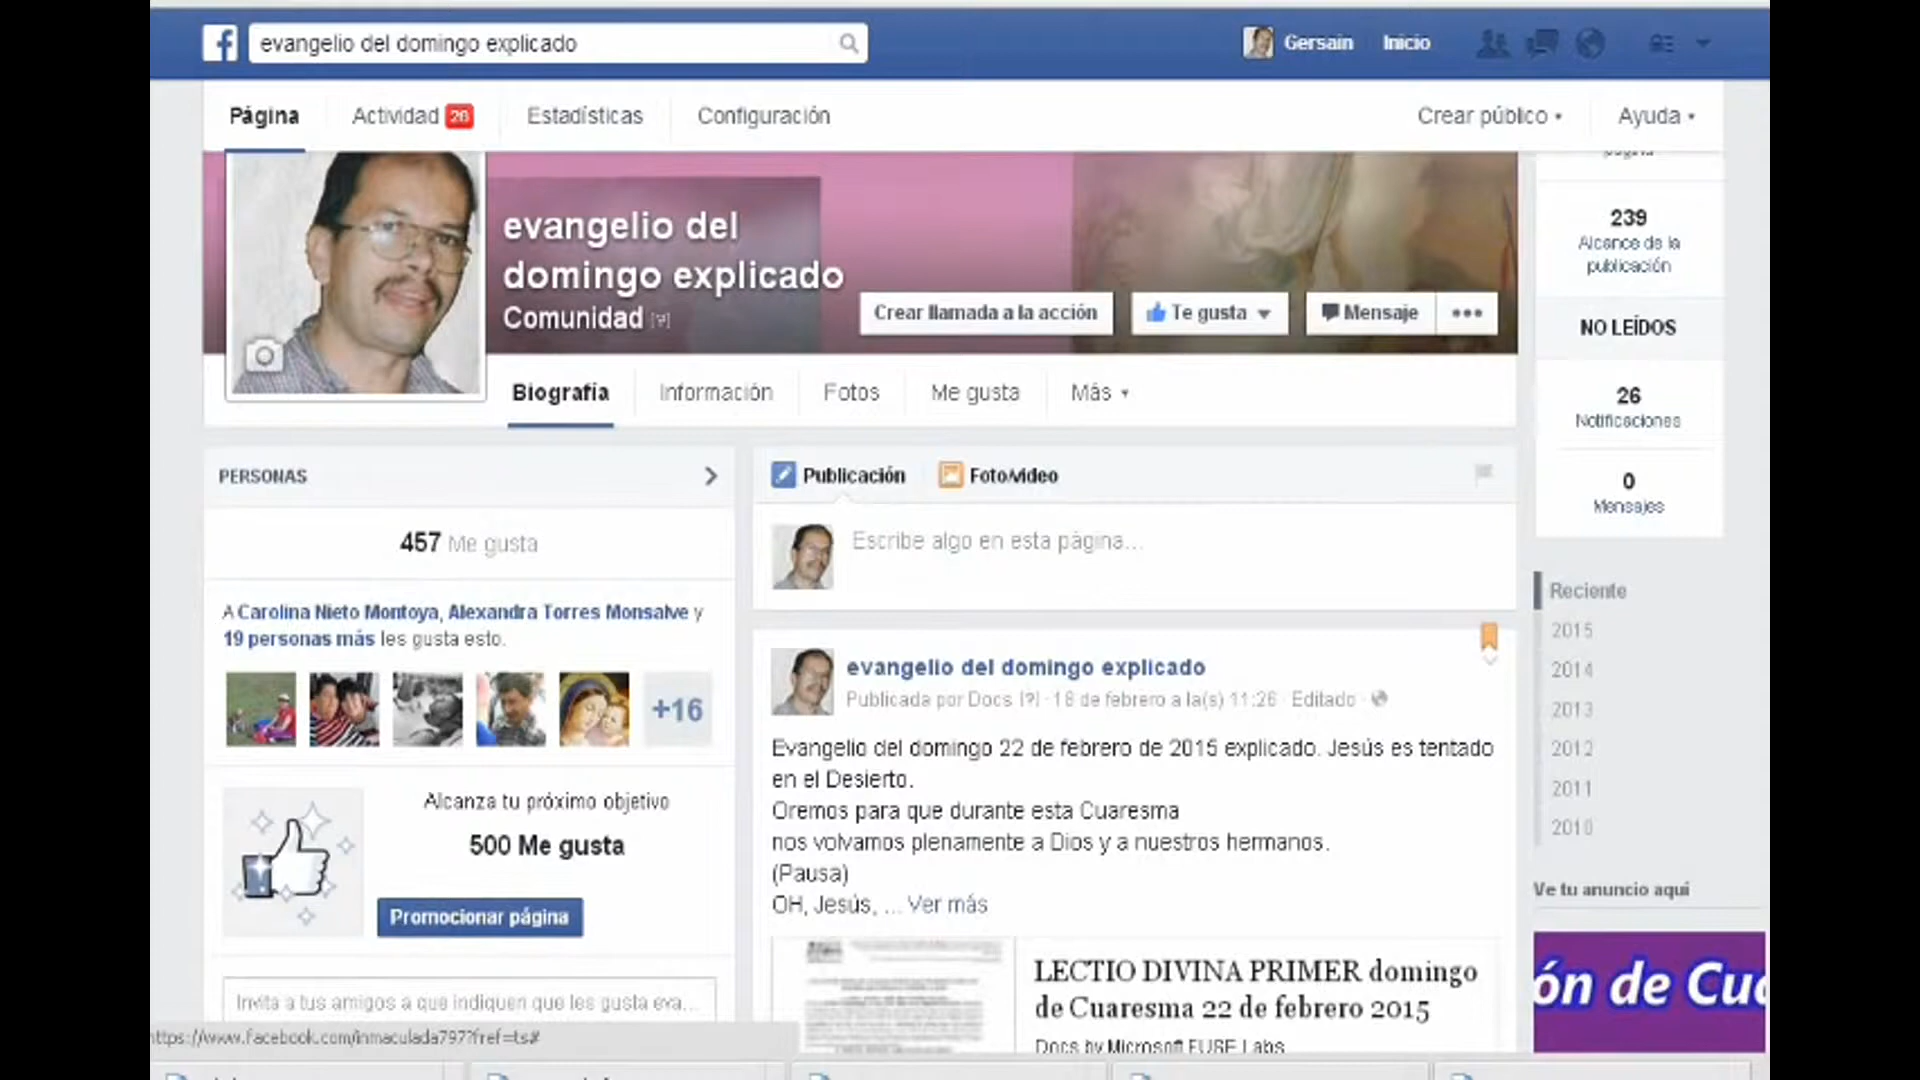 evangelio del domingo explicado
Gersain Inicio
Página Actividad 26 Estadísticas Configuración Crear público Ayuda
evangelio del
domingo explicado
Comunidad [?]
Crear llamada a la acción Te gusta Mensaje •••
239
Alcance de la
publicación
NO LEÍDOS
26
Notificaciones
0
Mensajes
Biografía Información Fotos Me gusta Más
PERSONAS
457 Me gusta
A Carolina Nieto Montoya, Alexandra Torres Monsalve y
19 personas más les gusta esto.
+16
Alcanza tu próximo objetivo
500 Me gusta
Promocionar página
Invita a tus amigos a que indiquen que les gusta eva...
Publicación Foto/video
Escribe algo en esta página...
evangelio del domingo explicado
Publicada por Docs [?] · 18 de febrero a la(s) 11:26 · Editado ·
Evangelio del domingo 22 de febrero de 2015 explicado. Jesús es tentado
en el Desierto.
Oremos para que durante esta Cuaresma
nos volvamos plenamente a Dios y a nuestros hermanos.
(Pausa)
OH, Jesús, ... Ver más
LECTIO DIVINA PRIMER domingo
de Cuaresma 22 de febrero 2015
Docs by Microsoft FUSE Labs
Reciente
2015
2014
2013
2012
2011
2010
Ve tu anuncio aquí
ón de Cua
https://www.facebook.com/inmaculada797?fref=ts#